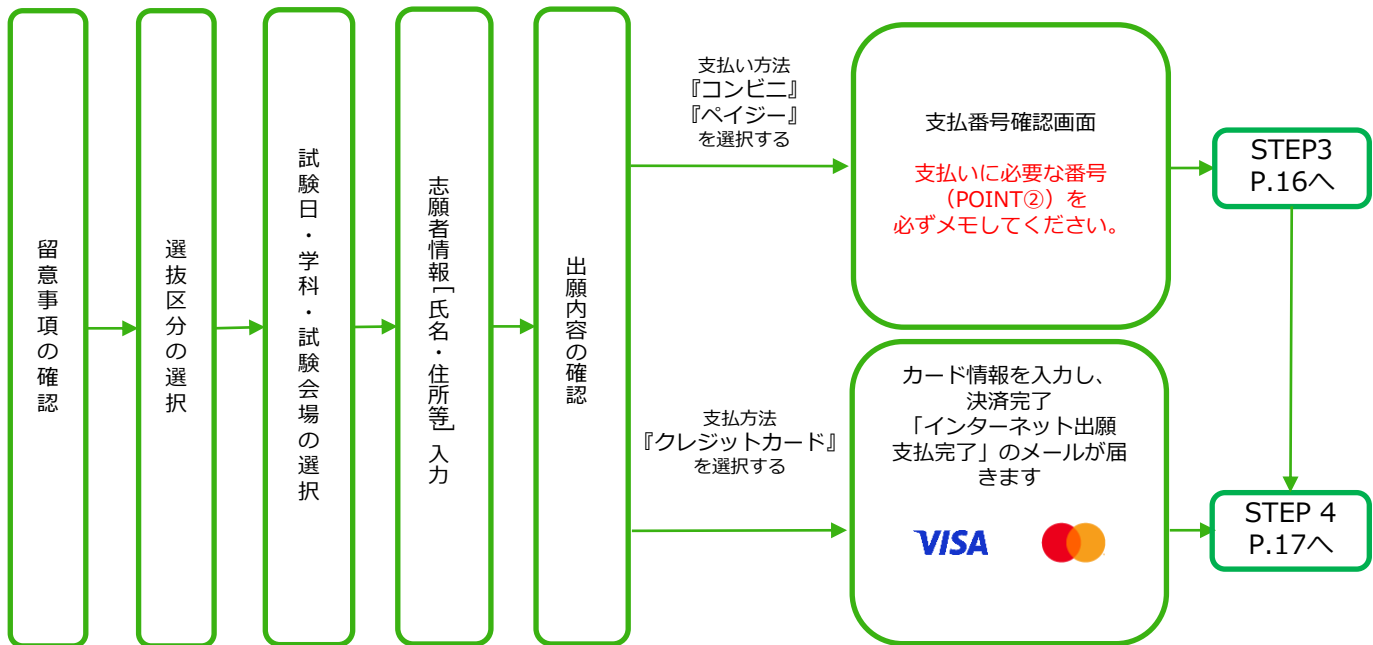 留意事項の確認
選抜区分の選択
試験日・学科・試験会場の選択
志願者情報［氏名・住所等］入力
出願内容の確認
支払い方法
『コンビニ』
『ペイジー』
を選択する
支払番号確認画面
支払いに必要な番号
（POINT②）を
必ずメモしてください。
STEP3
P.16へ
支払方法
『クレジットカード』
を選択する
カード情報を入力し、
決済完了
「インターネット出願
支払完了」のメールが届
きます
VISA
STEP 4
P.17へ